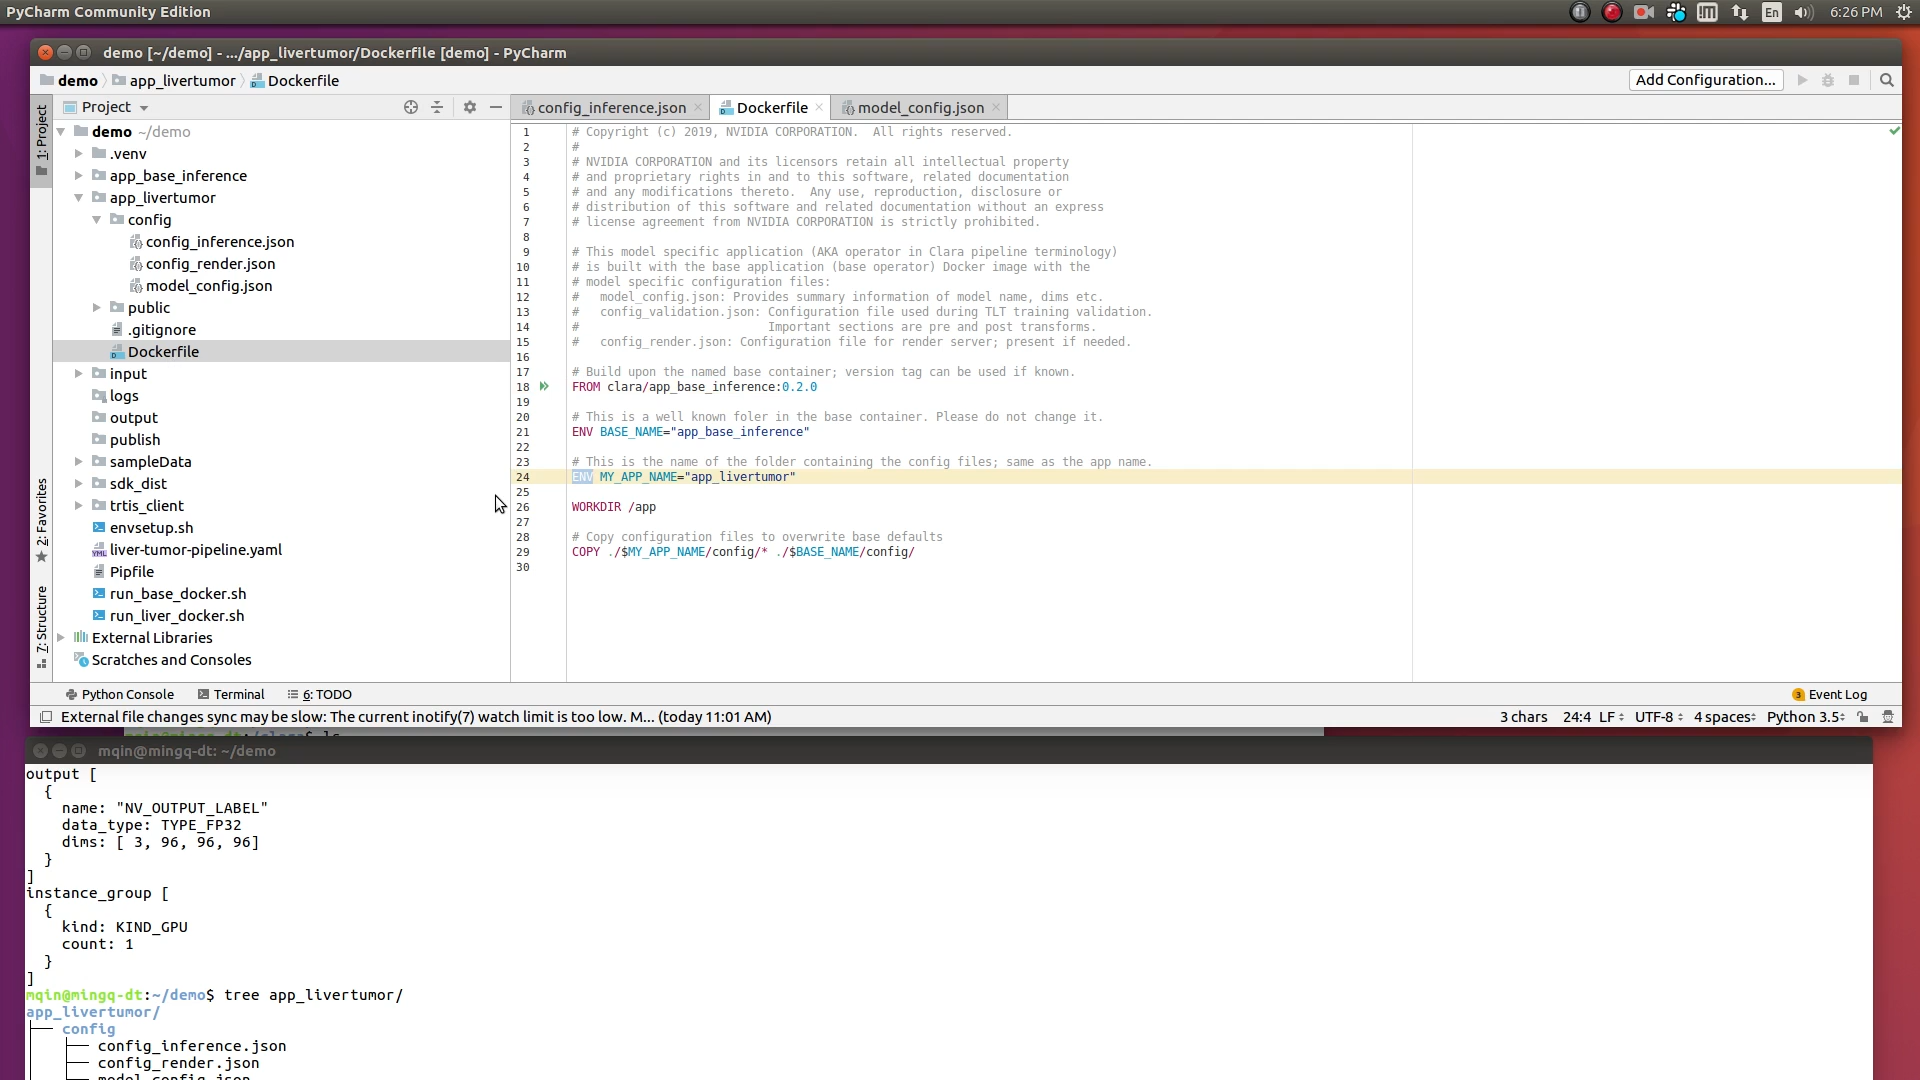 PyCharm Community Edition
En
6:26 PM
demo [~/demo] - .../app_livertumor/Dockerfile [demo] - PyCharm
demo
app_livertumor
Dockerfile
Add Configuration...
1: Project
Project
config_inference.json
Dockerfile
model_config.json
demo ~/demo
.venv
app_base_inference
app_livertumor
config
config_inference.json
config_render.json
model_config.json
public
.gitignore
Dockerfile
input
logs
output
publish
sampleData
sdk_dist
trtis_client
envsetup.sh
liver-tumor-pipeline.yaml
Pipfile
run_base_docker.sh
run_liver_docker.sh
External Libraries
Scratches and Consoles
2: Favorites
7: Structure
1 # Copyright (c) 2019, NVIDIA CORPORATION.  All rights reserved.
2 #
3 # NVIDIA CORPORATION and its licensors retain all intellectual property
4 # and proprietary rights in and to this software, related documentation
5 # and any modifications thereto.  Any use, reproduction, disclosure or
6 # distribution of this software and related documentation without an express
7 # license agreement from NVIDIA CORPORATION is strictly prohibited.
8
9 # This model specific application (AKA operator in Clara pipeline terminology)
10 # is built with the base application (base operator) Docker image with the
11 # model specific configuration files:
12 #   model_config.json: Provides summary information of model name, dims etc.
13 #   config_validation.json: Configuration file used during TLT training validation.
14 #                           Important sections are pre and post transforms.
15 #   config_render.json: Configuration file for render server; present if needed.
16
17 # Build upon the named base container; version tag can be used if known.
18 FROM clara/app_base_inference:0.2.0
19
20 # This is a well known foler in the base container. Please do not change it.
21 ENV BASE_NAME="app_base_inference"
22
23 # This is the name of the folder containing the config files; same as the app name.
24 ENV MY_APP_NAME="app_livertumor"
25
26 WORKDIR /app
27
28 # Copy configuration files to overwrite base defaults
29 COPY ./$MY_APP_NAME/config/* ./$BASE_NAME/config/
30
Python Console
Terminal
6: TODO
3 Event Log
External file changes sync may be slow: The current inotify(7) watch limit is too low. M... (today 11:01 AM)
3 chars
24:4
LF
UTF-8
4 spaces
Python 3.5
mqin@mingq-dt: ~/demo
output [
  {
    name: "NV_OUTPUT_LABEL"
    data_type: TYPE_FP32
    dims: [ 3, 96, 96, 96]
  }
]
instance_group [
  {
    kind: KIND_GPU
    count: 1
  }
]
mqin@mingq-dt:~/demo$ tree app_livertumor/
app_livertumor/
├── config
│   ├── config_inference.json
│   ├── config_render.json
│   └── model_config.json